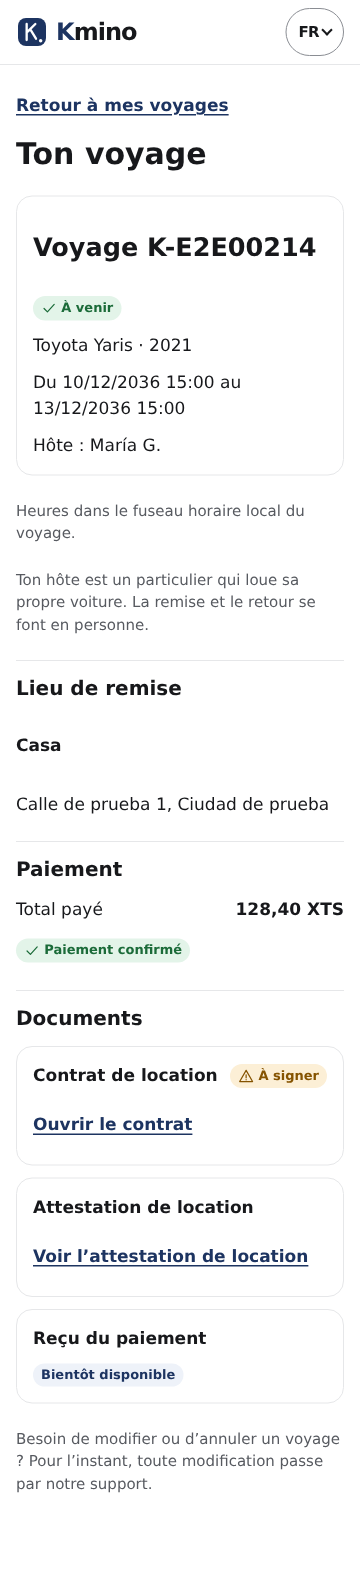 K. Kmino
FR
Retour à mes voyages
Ton voyage
Voyage K-E2E00214
À venir
Toyota Yaris · 2021
Du 10/12/2036 15:00 au
13/12/2036 15:00
Hôte : María G.
Heures dans le fuseau horaire local du
voyage.
Ton hôte est un particulier qui loue sa
propre voiture. La remise et le retour se
font en personne.
Lieu de remise
Casa
Calle de prueba 1, Ciudad de prueba
Paiement
Total payé 128,40 XTS
Paiement confirmé
Documents
Contrat de location À signer
Ouvrir le contrat
Attestation de location
Voir l’attestation de location
Reçu du paiement
Bientôt disponible
Besoin de modifier ou d’annuler un voyage
? Pour l’instant, toute modification passe
par notre support.